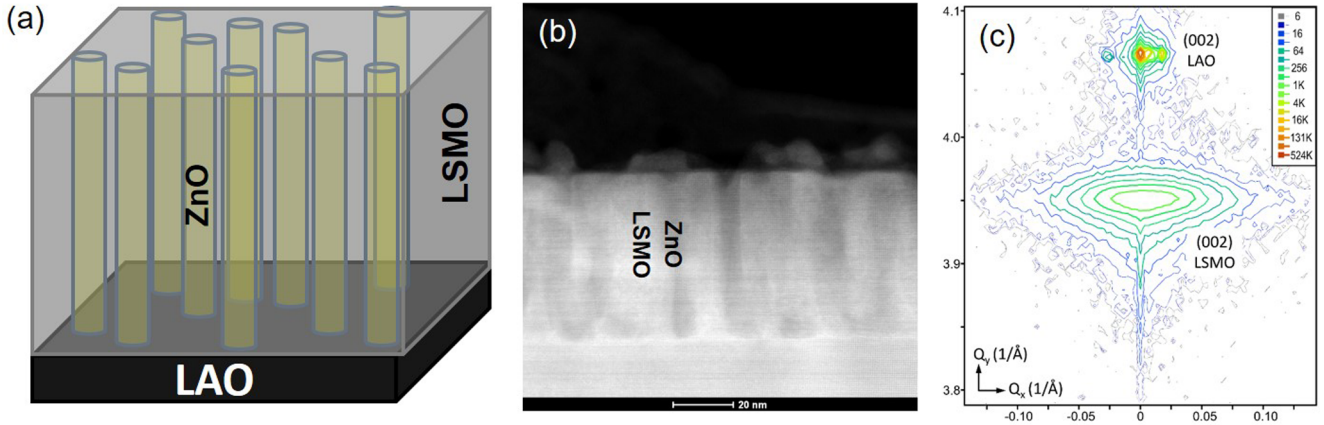 (a)
ZnO
LSMO
LAO
(b)
LSMO
ZnO
20 nm
(c)
4.1
4.0
3.9
3.8
(002)
LAO
(002)
LSMO
6
16
64
256
1K
4K
16K
131K
524K
Qy (1/Å)
Qx (1/Å)
-0.10
-0.05
0
0.05
0.10